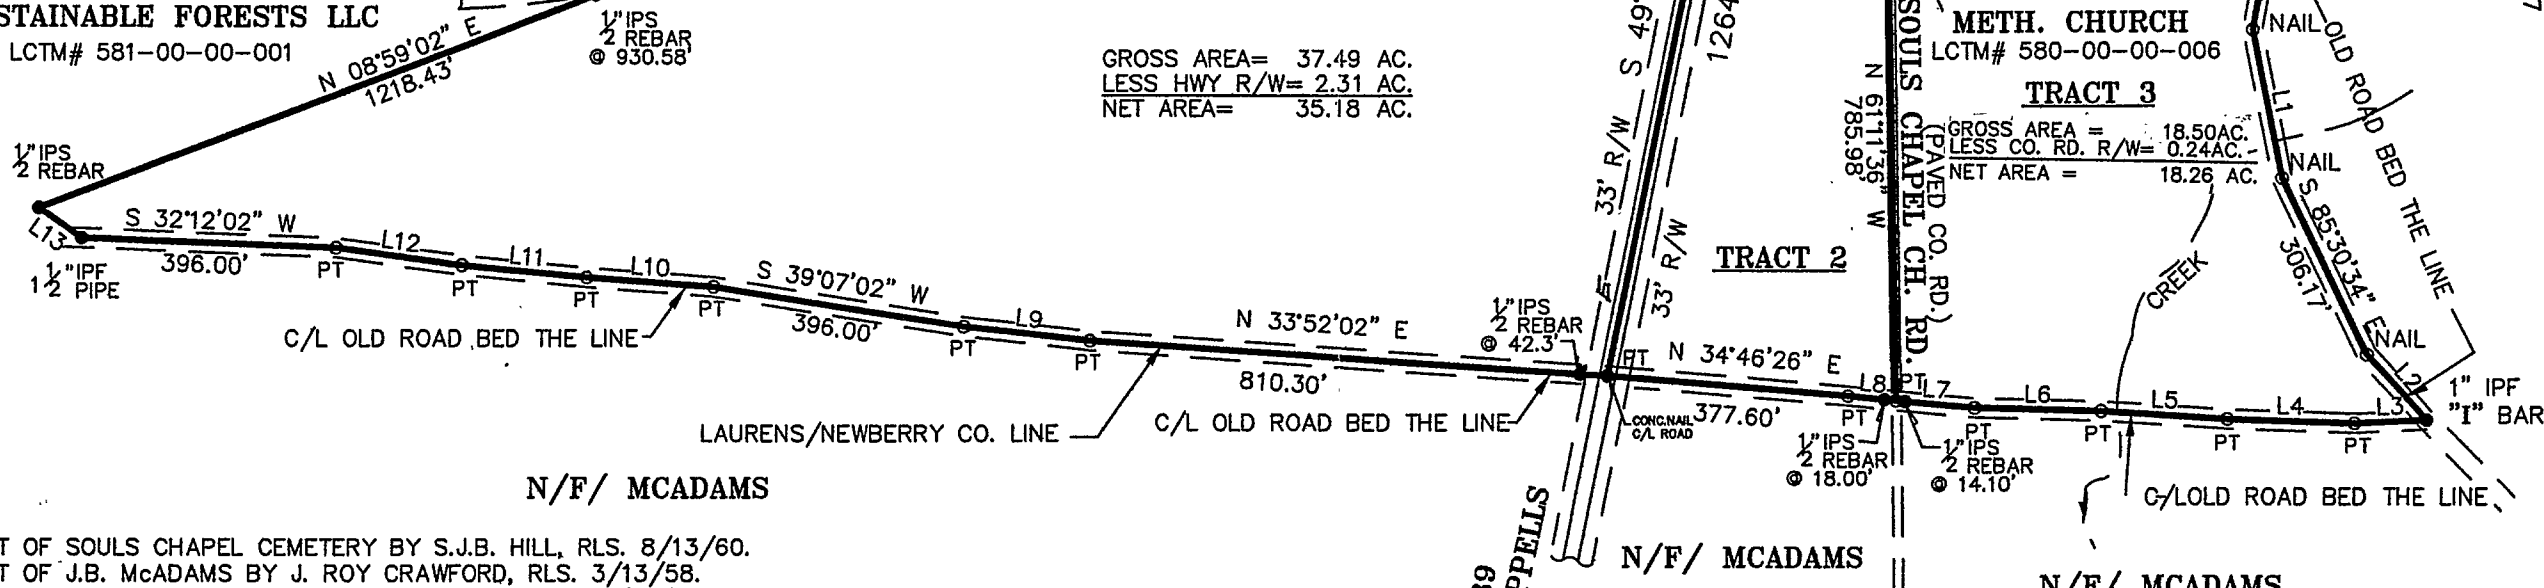 STAINABLE FORESTS LLC
LCTM# 581-00-00-001
N 08°59'02" E
1218.43'
1/2" IPS
REBAR
@ 930.58'
GROSS AREA= 37.49 AC.
LESS HWY R/W= 2.31 AC.
NET AREA= 35.18 AC.
S 49°
1264
33' R/W
33' R/W
SOULS CHAPEL CH. RD.
(PAVED CO. RD.)
N 61°11'36" W
785.98'
METH. CHURCH
LCTM# 580-00-00-006
TRACT 3
GROSS AREA = 18.50AC.
LESS CO. RD. R/W= 0.24AC.
NET AREA = 18.26 AC.
NAIL
OLD ROAD BED THE LINE
L1
NAIL
S 85°30'34" E
306.17'
NAIL
L2
CREEK
TRACT 2
1/2" IPS
REBAR
L13
1 1/2" IPF
PIPE
S 32°12'02" W
396.00'
PT
L12
PT
L11
PT
L10
PT
C/L OLD ROAD BED THE LINE
S 39°07'02" W
396.00'
PT
L9
PT
LAURENS/NEWBERRY CO. LINE
N 33°52'02" E
810.30'
C/L OLD ROAD BED THE LINE
1/2" IPS
REBAR
@ 42.3'
PT
CONC.NAIL
C/L ROAD
N 34°46'26" E
377.60'
PT
L8
PT
1/2" IPS
REBAR
@ 18.00'
L7
1/2" IPS
REBAR
@ 14.10'
PT
L6
PT
L5
PT
L4
PT
L3
1" IPF
"I" BAR
C/L OLD ROAD BED THE LINE
N/F/ MCADAMS
PPELLS
39
N/F/ MCADAMS
N/F/ MCADAMS
T OF SOULS CHAPEL CEMETERY BY S.J.B. HILL, RLS. 8/13/60.
T OF J.B. McADAMS BY J. ROY CRAWFORD, RLS. 3/13/58.